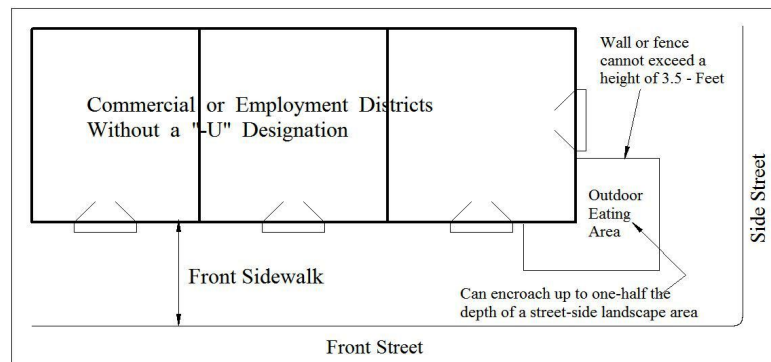 Wall or fence
cannot exceed a
height of 3.5 - Feet
Commercial or Employment Districts
Without a "-U" Designation
Outdoor
Eating
Area
Side Street
Front Sidewalk
Can encroach up to one-half the
depth of a street-side landscape area
Front Street